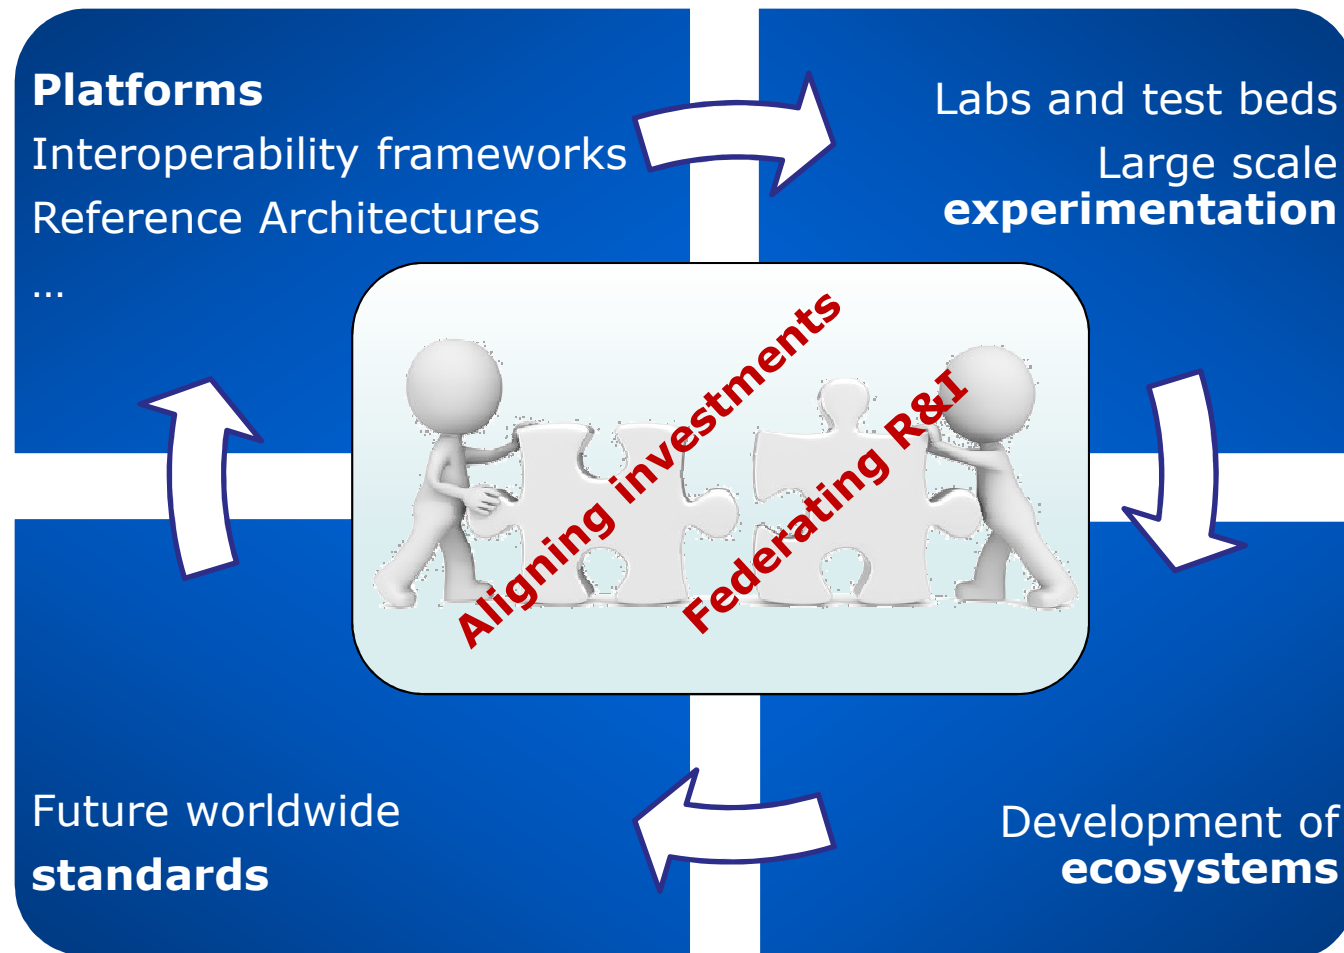 Platforms
Interoperability frameworks
Reference Architectures
...
Labs and test beds
Large scale
experimentation
Aligning investments
Federating R&I
Future worldwide
standards
Development of
ecosystems